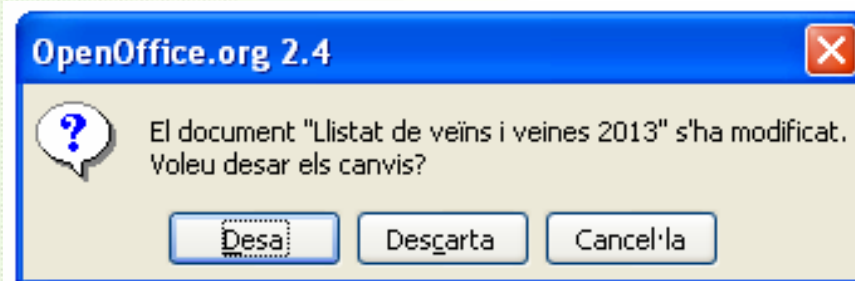 OpenOffice.org 2.4
El document "Llistat de veïns i veines 2013" s'ha modificat.
Voleu desar els canvis?
Desa Descarta Cancel·la